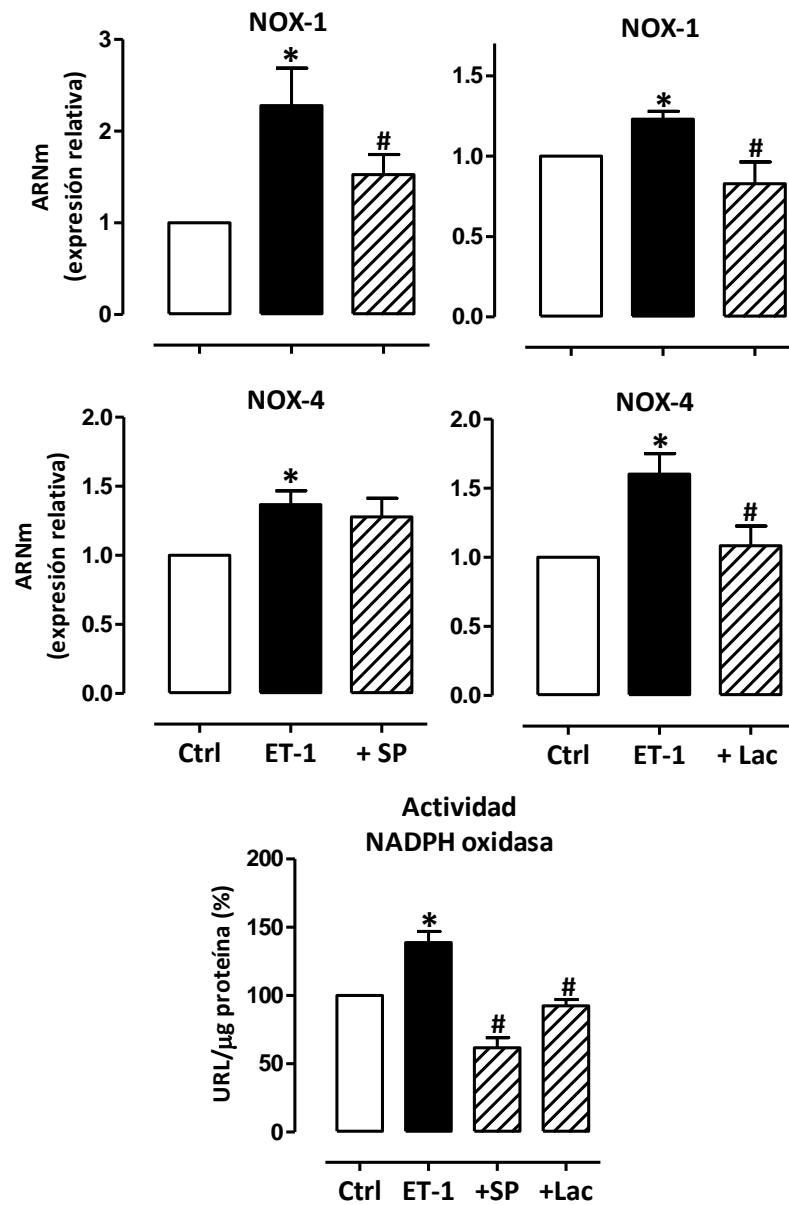 NOX-1
ARNm
(expresión relativa)
3
2
1
0
*
#
NOX-1
1.5
1.0
0.5
0.0
*
#
NOX-4
ARNm
(expresión relativa)
2.0
1.5
1.0
0.5
0.0
*
Ctrl ET-1 + SP
NOX-4
2.0
1.5
1.0
0.5
0.0
*
#
Ctrl ET-1 + Lac
Actividad
NADPH oxidasa
URL/µg proteína (%)
200
150
100
50
0
*
#
#
Ctrl ET-1 +SP +Lac